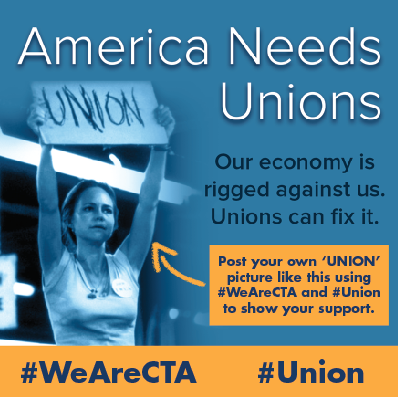 America Needs
Unions
UNION
Our economy is
rigged against us.
Unions can fix it.
Post your own ‘UNION’
picture like this using
#WeAreCTA and #Union
to show your support.
#WeAreCTA #Union